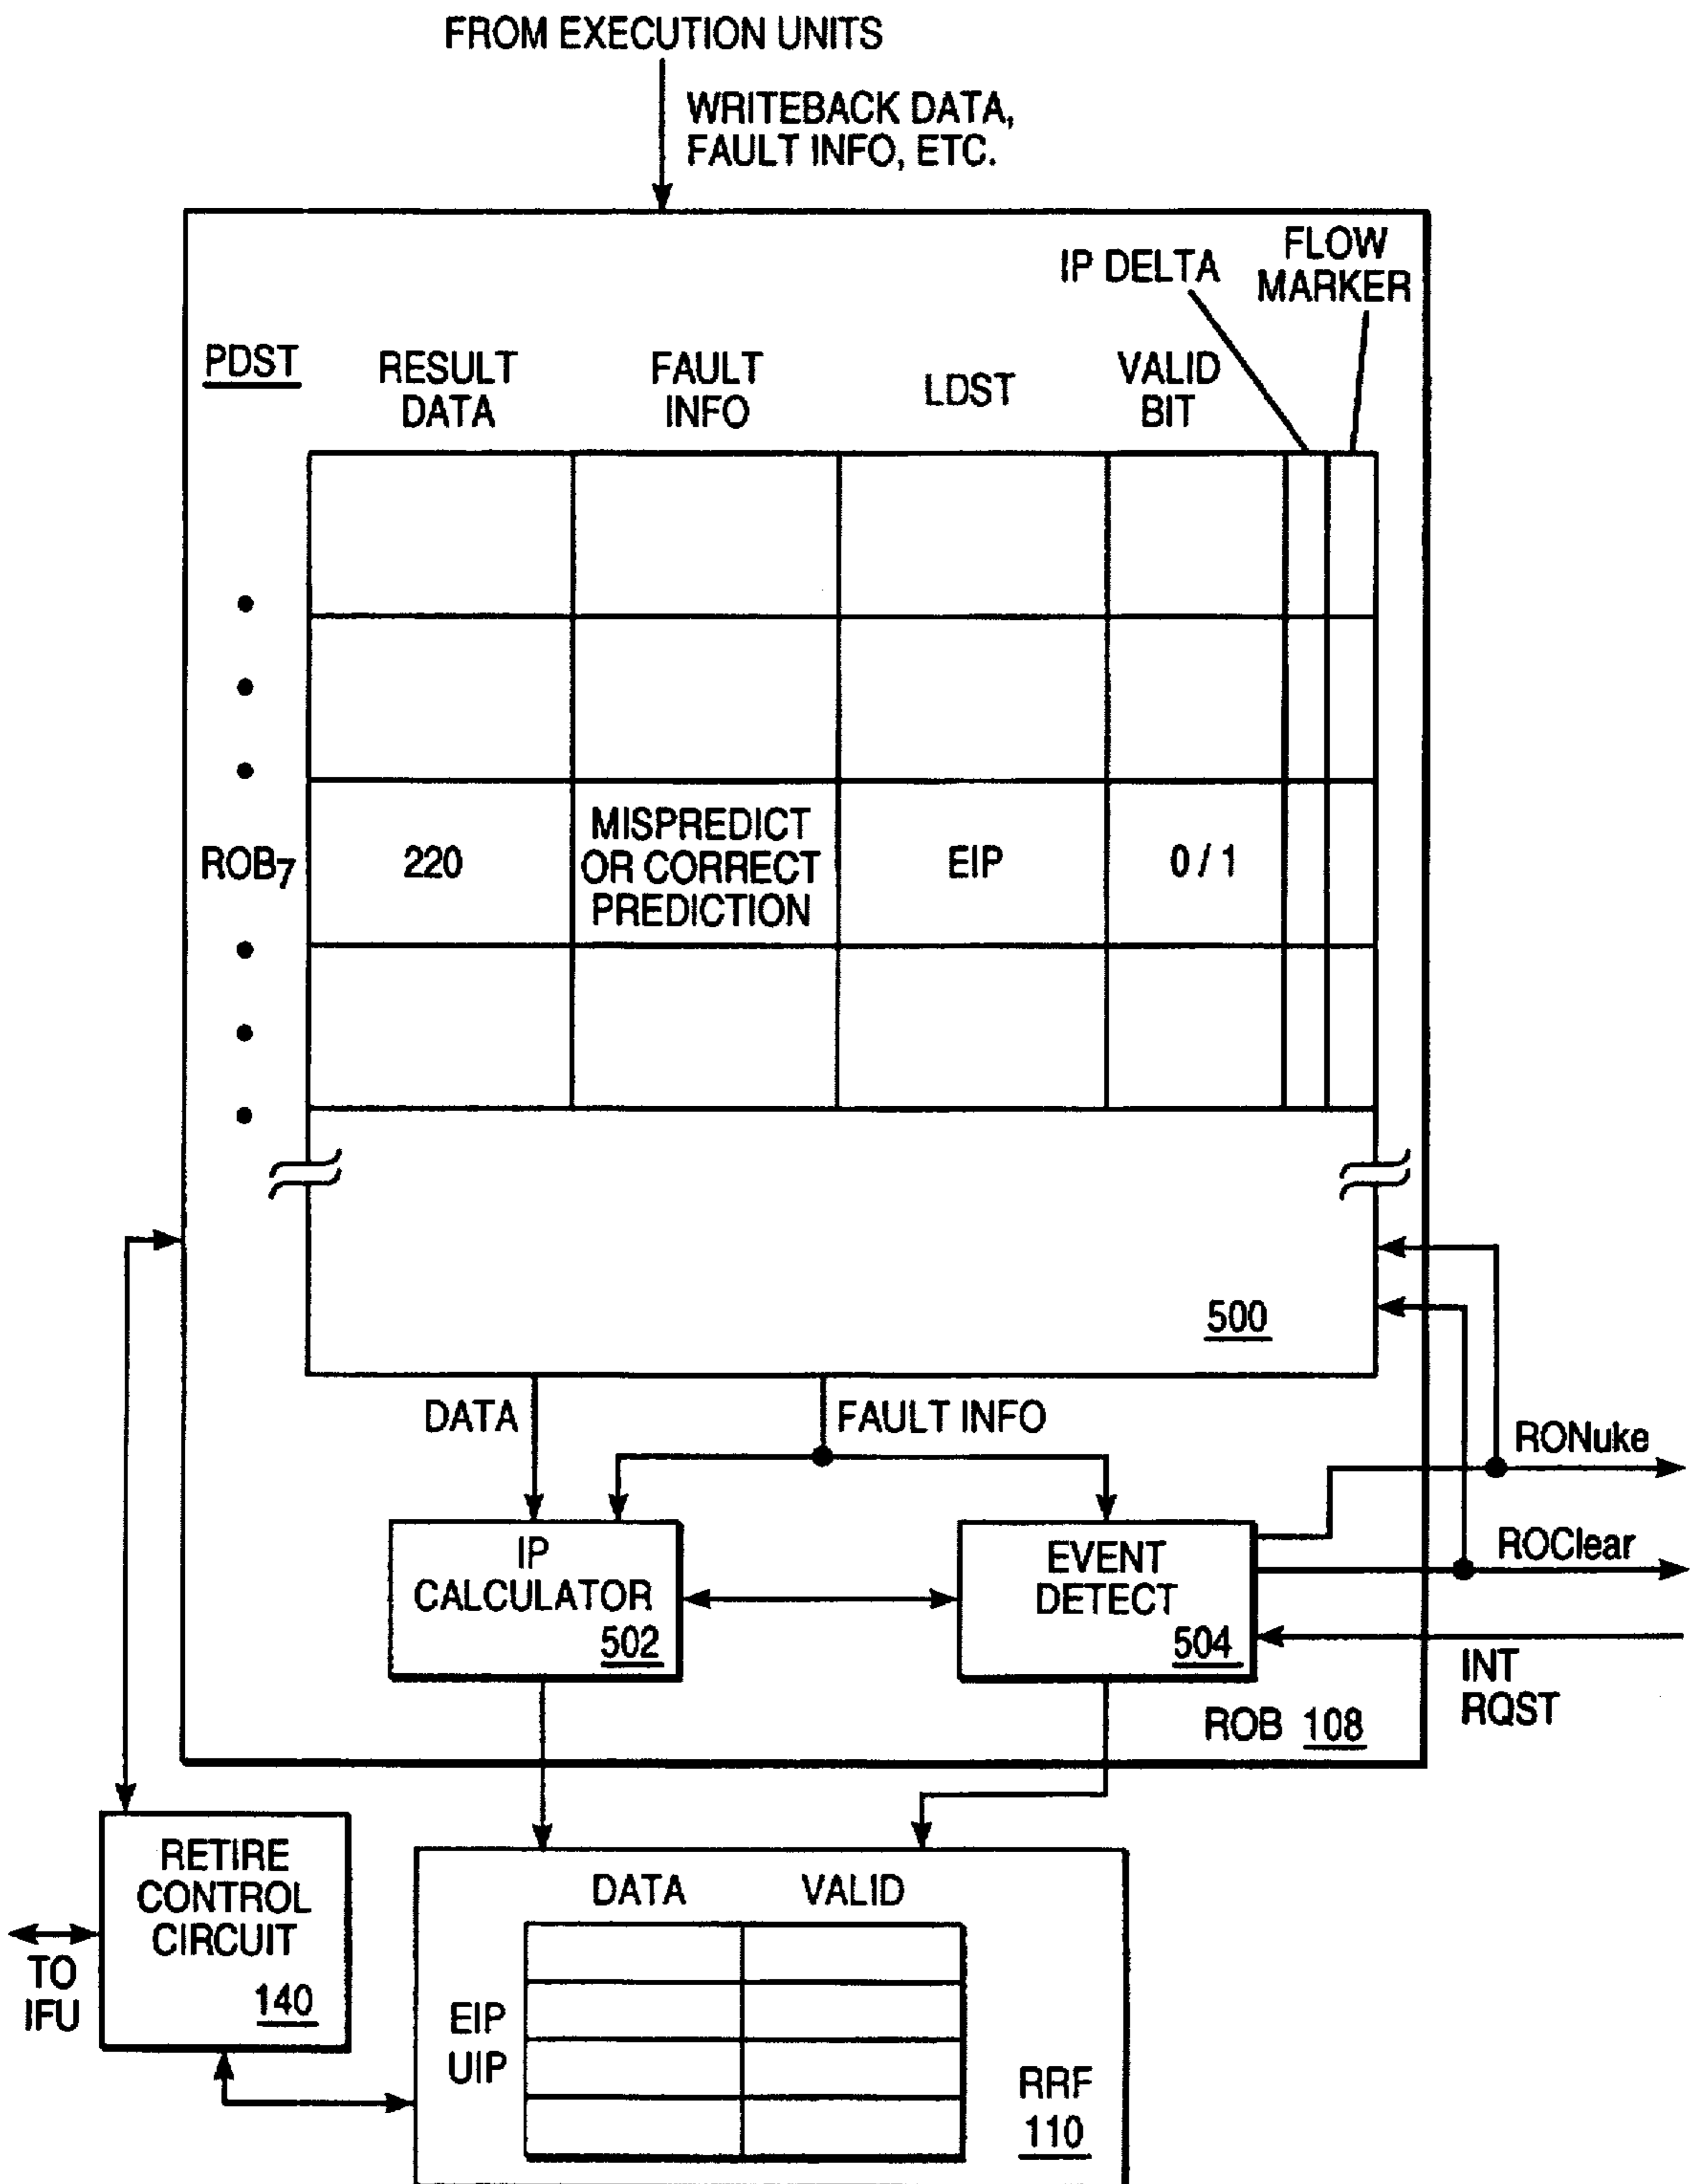 FROM EXECUTION UNITS
WRITEBACK DATA,
FAULT INFO, ETC.
IP DELTA
FLOW
MARKER
PDST
RESULT
DATA
FAULT
INFO
LDST
VALID
BIT
ROB7
220
MISPREDICT
OR CORRECT
PREDICTION
EIP
0 / 1
500
DATA
FAULT INFO
RONuke
ROClear
IP
CALCULATOR
502
EVENT
DETECT
504
INT
RQST
ROB 108
RETIRE
CONTROL
CIRCUIT
140
TO
IFU
DATA
VALID
EIP
UIP
RRF
110